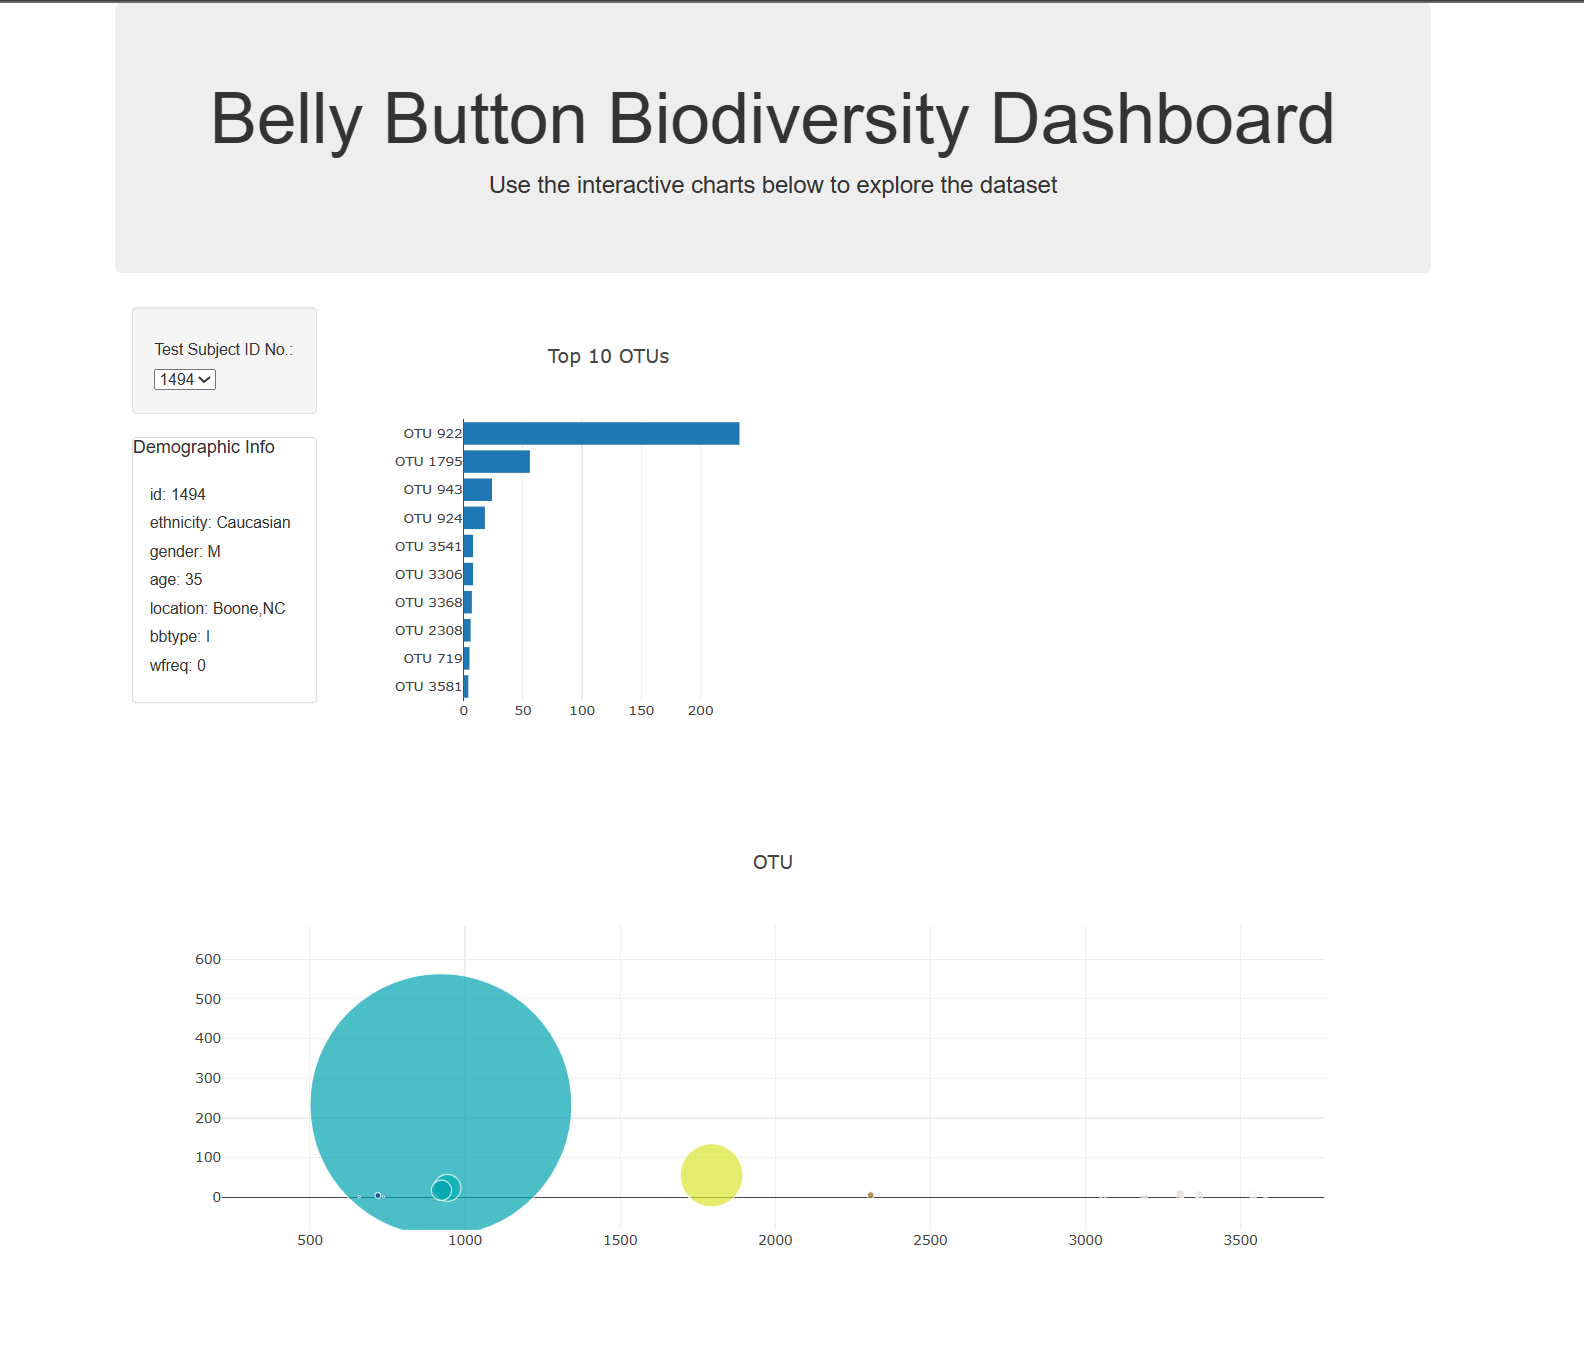 Belly Button Biodiversity Dashboard
Use the interactive charts below to explore the dataset
Test Subject ID No.:
1494
Demographic Info
id: 1494
ethnicity: Caucasian
gender: M
age: 35
location: Boone,NC
bbtype: I
wfreq: 0
Top 10 OTUs
OTU 922
OTU 1795
OTU 943
OTU 924
OTU 3541
OTU 3306
OTU 3368
OTU 2308
OTU 719
OTU 3581
0 50 100 150 200
OTU
600
500
400
300
200
100
0
500 1000 1500 2000 2500 3000 3500